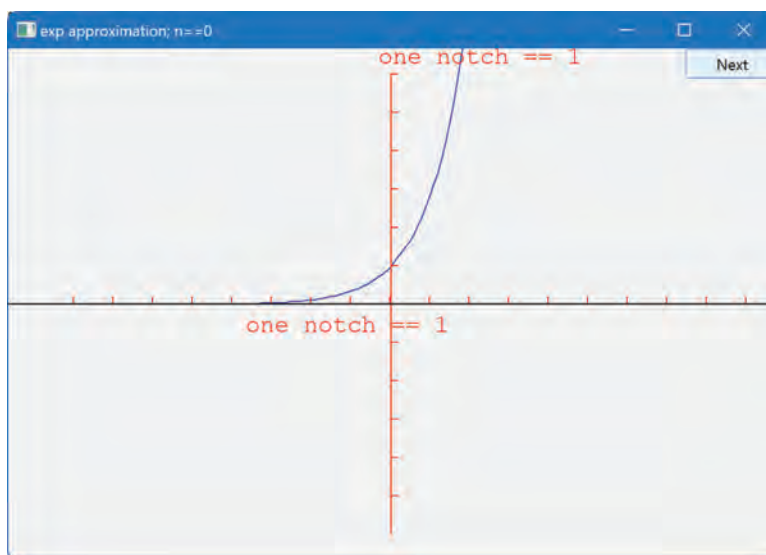 exp approximation; n==0
one notch == 1
Next
one notch == 1